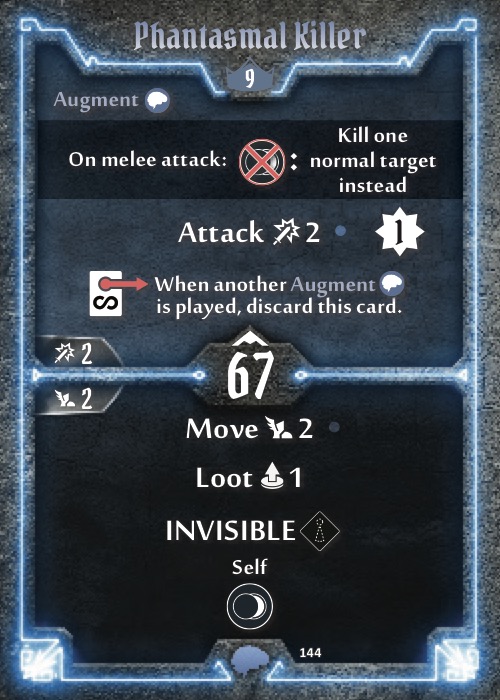 Phantasmal Killer
9
Augment
On melee attack: : Kill one
normal target
instead
Attack 2 1
When another Augment
is played, discard this card.
2
67
2
Move 2
Loot 1
INVISIBLE
Self
144